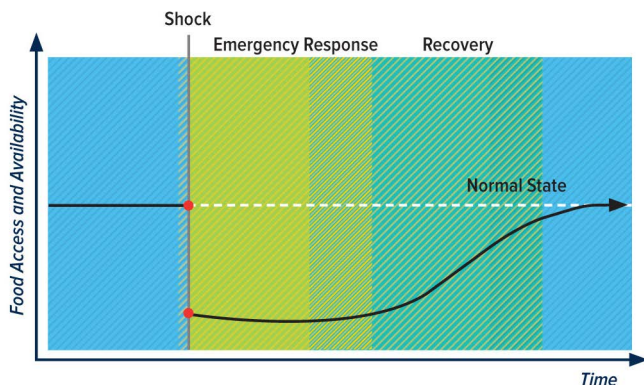 Shock
Emergency Response
Recovery
Food Access and Availability
Normal State
Time